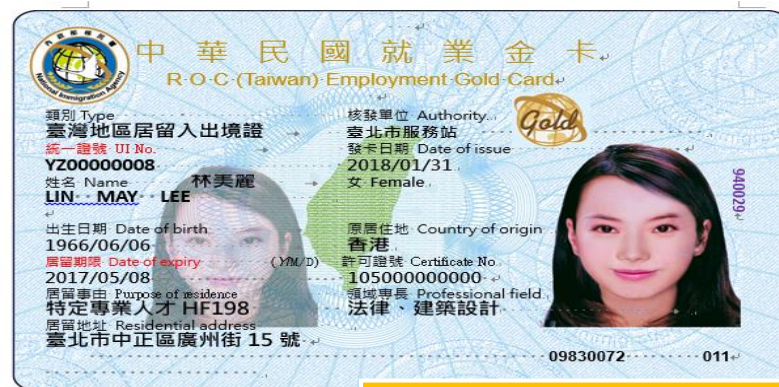 中華民國就業金卡
R.O.C.(Taiwan) Employment Gold Card
National Immigration Agency
Gold
類別 Type
臺灣地區居留入出境證
核發單位 Authority
臺北市服務站
統一證號 UI No.
YZ00000008
發卡日期 Date of issue
2018/01/31
姓名 Name 林美麗
LIN MAY LEE
女 Female
940029
出生日期 Date of birth
1966/06/06
原居住地 Country of origin
香港
居留期限 Date of expiry (Y/M/D)
2017/05/08
許可證號 Certificate No.
105000000000
居留事由 Purpose of residence
特定專業人才 HF198
領域專長 Professional field
法律、建築設計
居留地址 Residential address
臺北市中正區廣州街 15 號
09830072 011